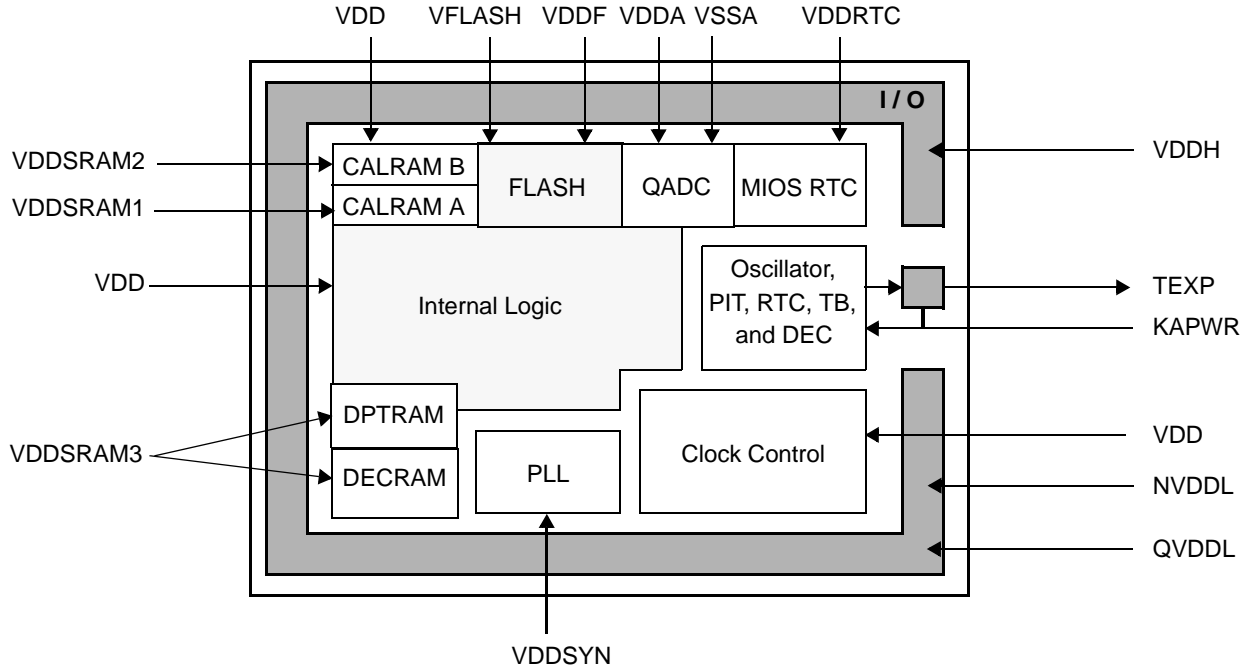 VDD VFLASH VDDF VDDA VSSA VDDRTC
I / O
VDDSRAM2
CALRAM B
FLASH
QADC
MIOS RTC
VDDH
VDDSRAM1
CALRAM A
VDD
Internal Logic
Oscillator,
PIT, RTC, TB,
and DEC
TEXP
KAPWR
DPTRAM
VDDSRAM3
DECRAM
PLL
Clock Control
VDD
NVDDL
QVDDL
VDDSYN